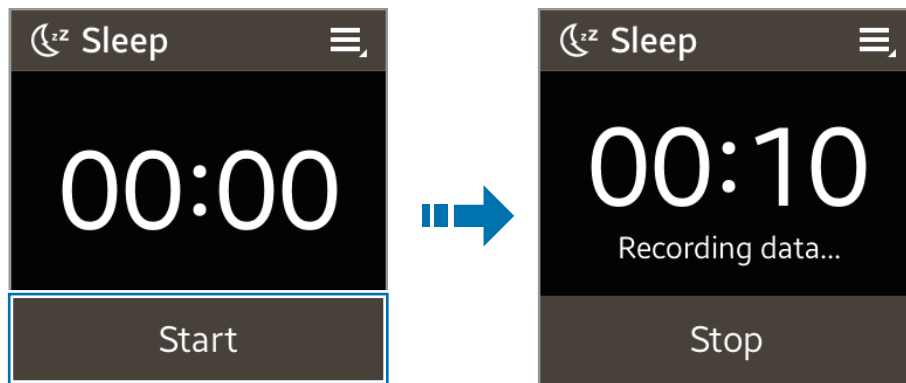 Sleep
00:00
Start
Sleep
00:10
Recording data...
Stop